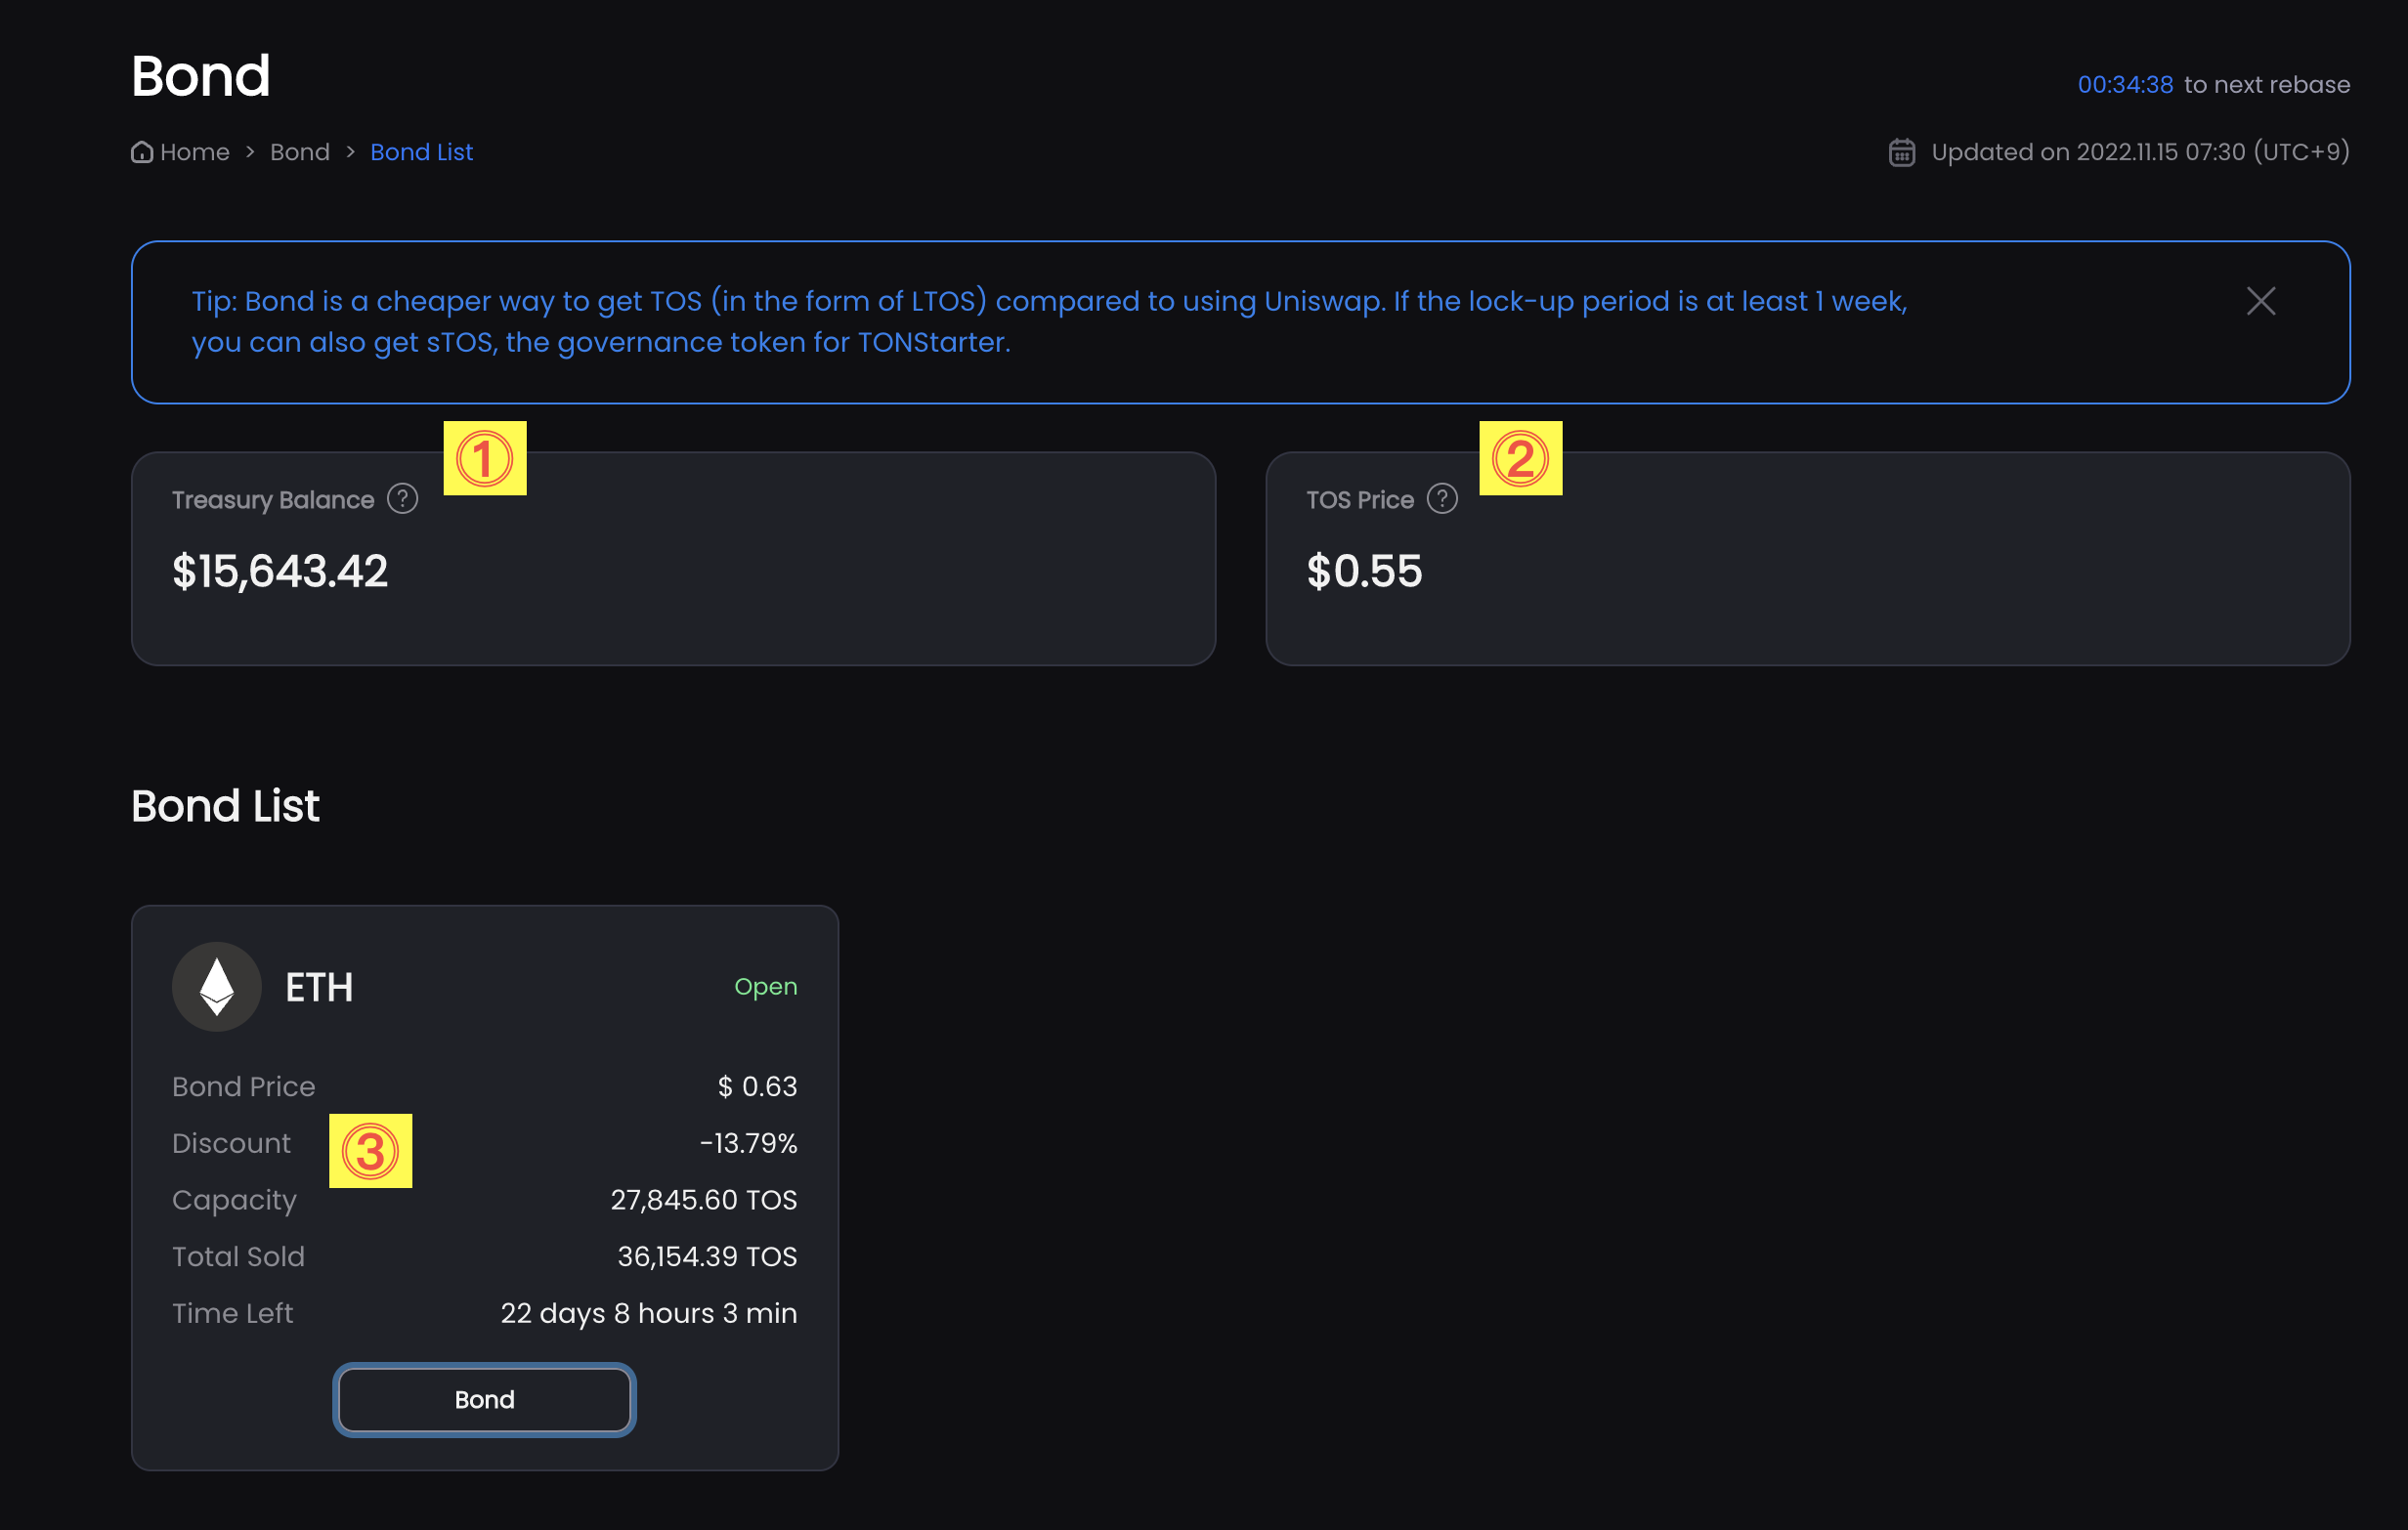 Bond
00:34:38 to next rebase
Home > Bond > Bond List
Updated on 2022.11.15 07:30 (UTC+9)
Tip: Bond is a cheaper way to get TOS (in the form of LTOS) compared to using Uniswap. If the lock-up period is at least 1 week,
you can also get sTOS, the governance token for TONStarter.
①
②
Treasury Balance ?
$15,643.42
TOS Price ?
$0.55
Bond List
ETH
Open
Bond Price $ 0.63
Discount ③ -13.79%
Capacity 27,845.60 TOS
Total Sold 36,154.39 TOS
Time Left 22 days 8 hours 3 min
Bond